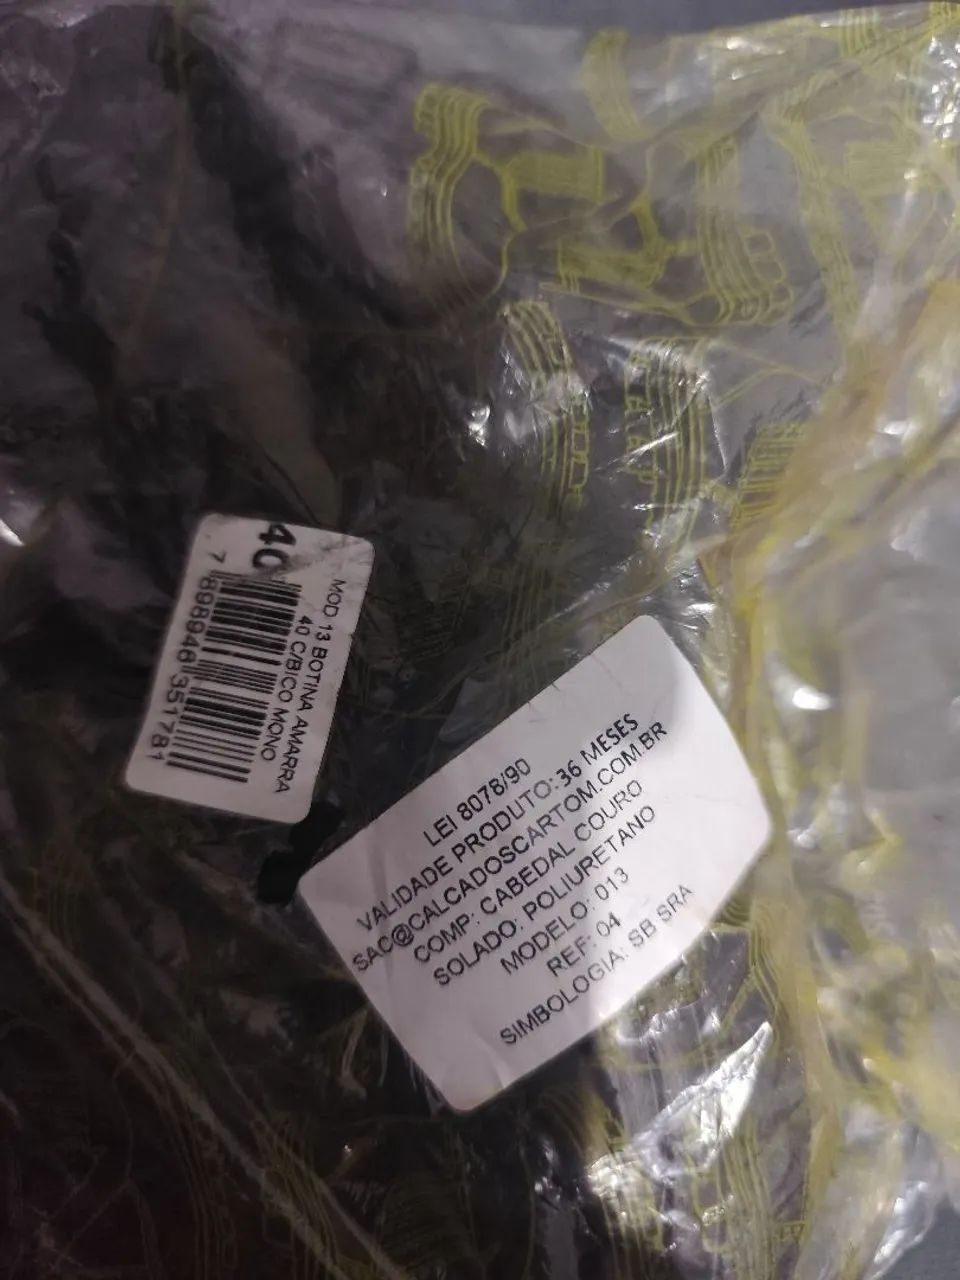 40
MOD 13 BOTINA AMARRA
40 C/BICO MONO
7 898946 351781
LEI 8078/90
VALIDADE PRODUTO: 36 MESES
SAC@CALCADOSCARTOM.COM.BR
COMP: CABEDAL COURO
SOLADO: POLIURETANO
MODELO: 013
REF: 04
SIMBOLOGIA: SB SRA